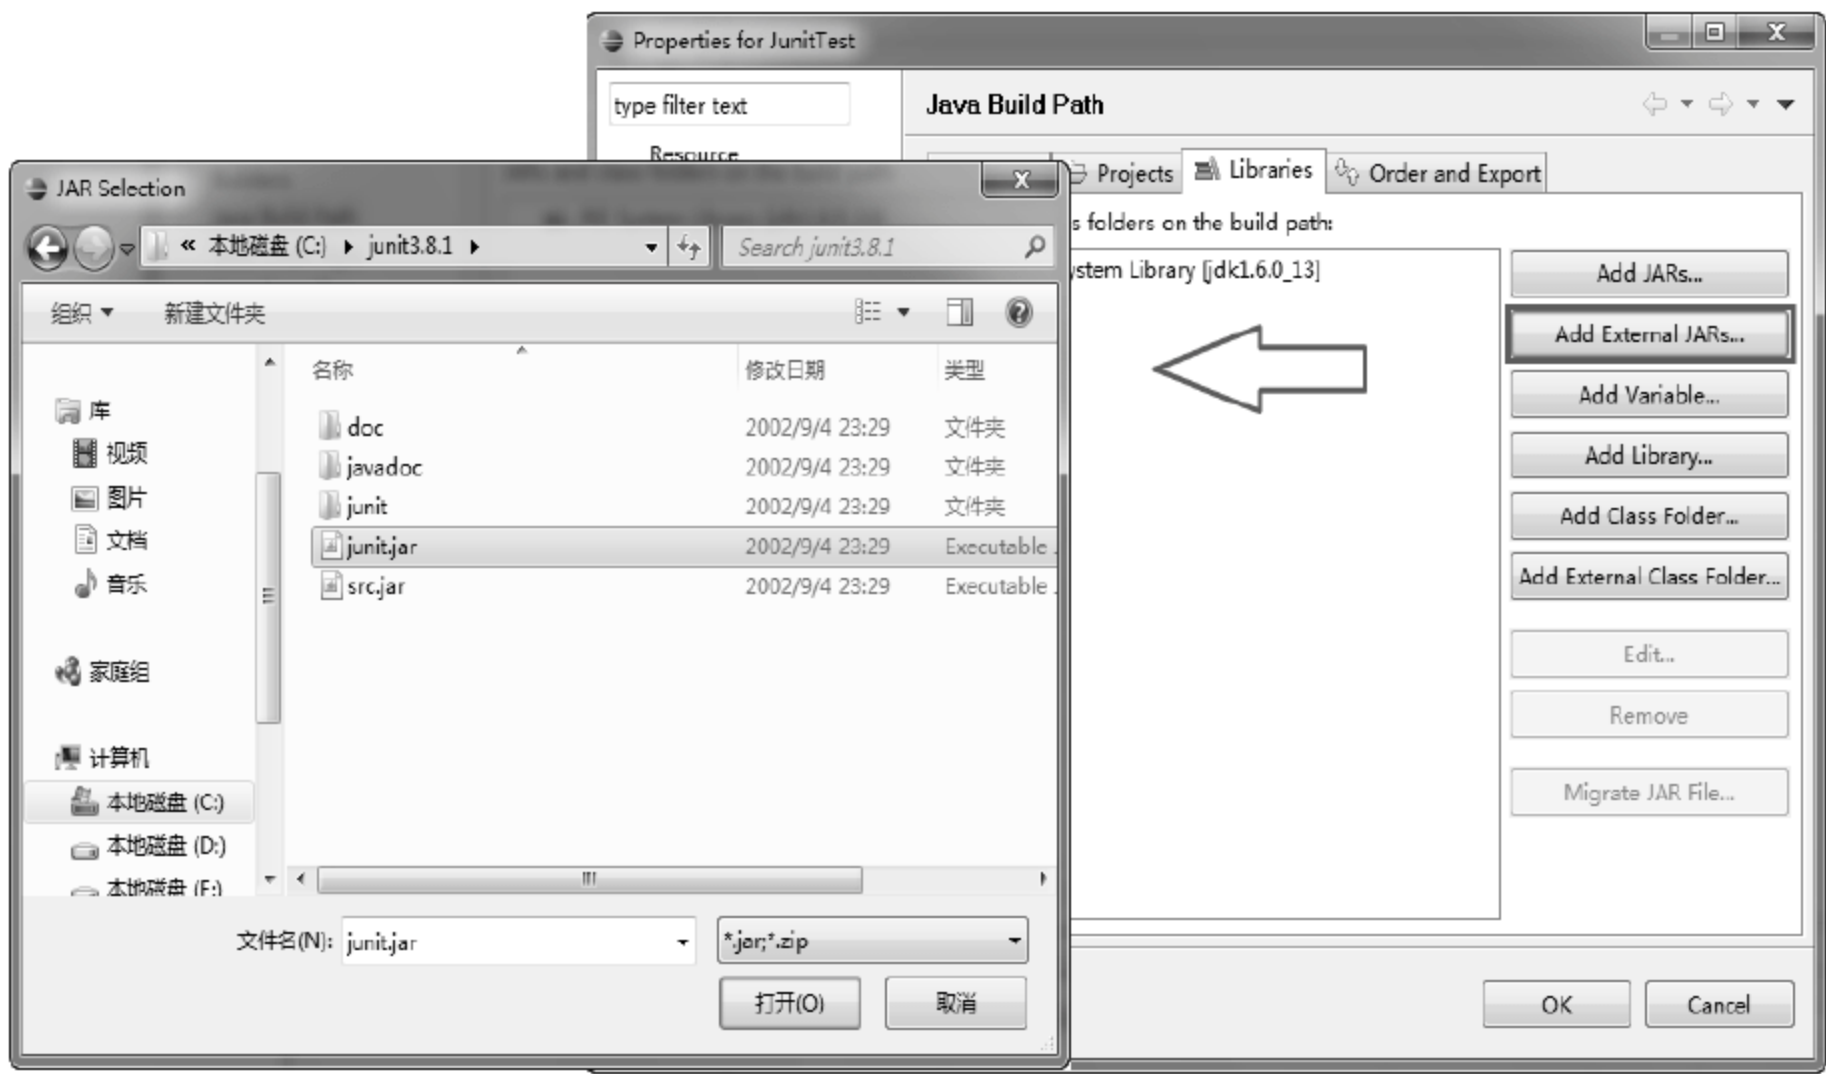 Properties for JunitTest
type filter text
Resource
Java Build Path
Projects
Libraries
Order and Export
s folders on the build path:
ystem Library [jdk1.6.0_13]
Add JARs...
Add External JARs...
Add Variable...
Add Library...
Add Class Folder...
Add External Class Folder...
Edit...
Remove
Migrate JAR File...
OK
Cancel
JAR Selection
« 本地磁盘 (C:) junit3.8.1
Search junit3.8.1
组织 新建文件夹
名称 修改日期 类型
doc 2002/9/4 23:29 文件夹
javadoc 2002/9/4 23:29 文件夹
junit 2002/9/4 23:29 文件夹
junit.jar 2002/9/4 23:29 Executable
src.jar 2002/9/4 23:29 Executable
库
视频
图片
文档
音乐
家庭组
计算机
本地磁盘 (C:)
本地磁盘 (D:)
本地磁盘 (E:)
文件名(N): junit.jar
*.jar;*.zip
打开(O)
取消